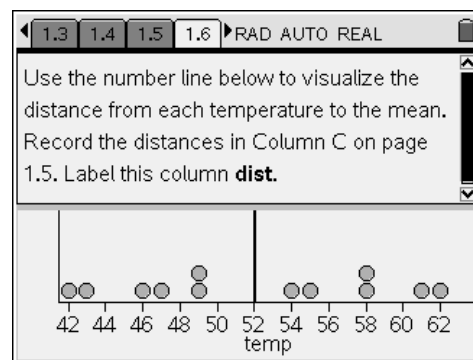 1.3 1.4 1.5 1.6 RAD AUTO REAL
Use the number line below to visualize the
distance from each temperature to the mean.
Record the distances in Column C on page
1.5. Label this column dist.
42 44 46 48 50 52 54 56 58 60 62
temp